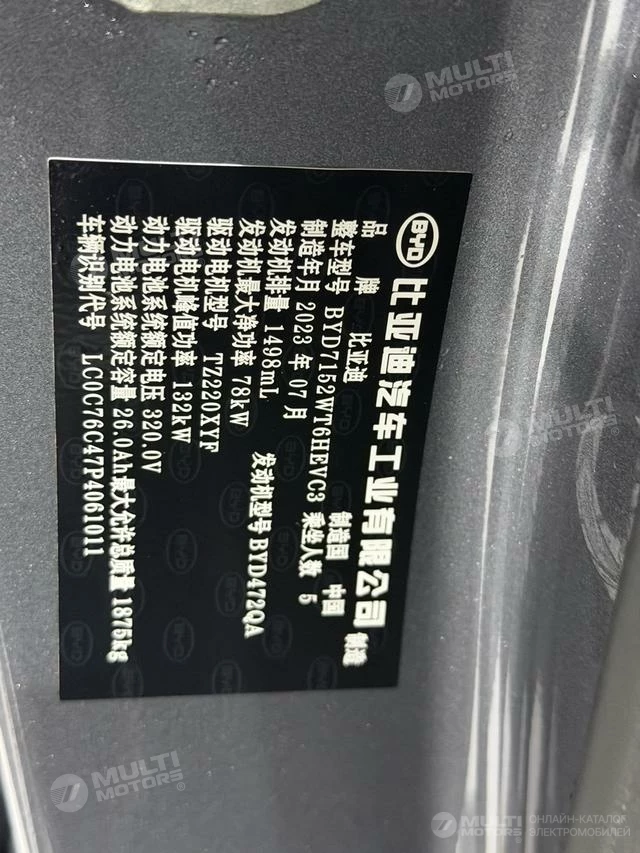 BYD 比亚迪汽车工业有限公司 制造
品牌 比亚迪 制造国 中国
整车型号 BYD7152WT6HEVC3 乘坐人数 5
制造年月 2023 年 07 月
发动机排量 1498mL 发动机型号 BYD472QA
发动机最大净功率 78kW
驱动电机型号 TZ220XYF
驱动电机峰值功率 132kW
动力电池系统额定电压 320.0V
动力电池系统额定容量 26.0Ah 最大允许总质量 1875kg
车辆识别代号 LC0C76C47P4061011
MULTI MOTORS
MULTI MOTORS
MULTI MOTORS
ОНЛАЙН-КАТАЛОГ ЭЛЕКТРОМОБИЛЕЙ